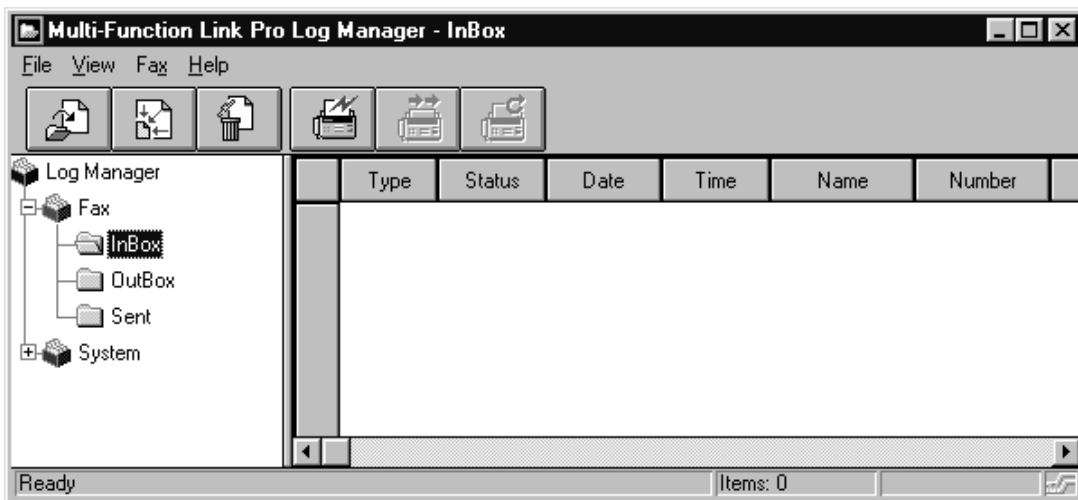 Multi-Function Link Pro Log Manager - InBox
File View Fax Help
Log Manager
Fax
InBox
OutBox
Sent
System
Type Status Date Time Name Number
Ready Items: 0